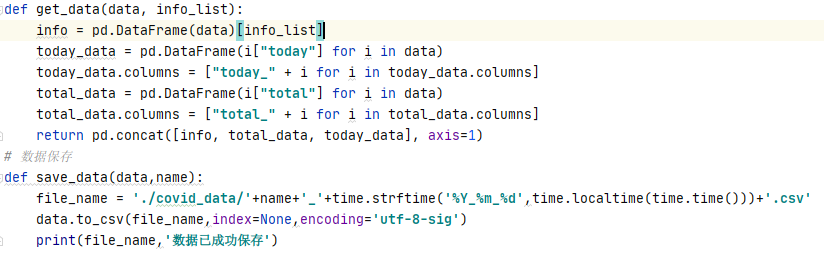 def get_data(data, info_list):
    info = pd.DataFrame(data)[info_list]
    today_data = pd.DataFrame(i["today"] for i in data)
    today_data.columns = ["today_" + i for i in today_data.columns]
    total_data = pd.DataFrame(i["total"] for i in data)
    total_data.columns = ["total_" + i for i in total_data.columns]
    return pd.concat([info, total_data, today_data], axis=1)
# 数据保存
def save_data(data,name):
    file_name = './covid_data/'+name+'_'+time.strftime('%Y_%m_%d',time.localtime(time.time()))+'.csv'
    data.to_csv(file_name,index=None,encoding='utf-8-sig')
    print(file_name,'数据已成功保存')